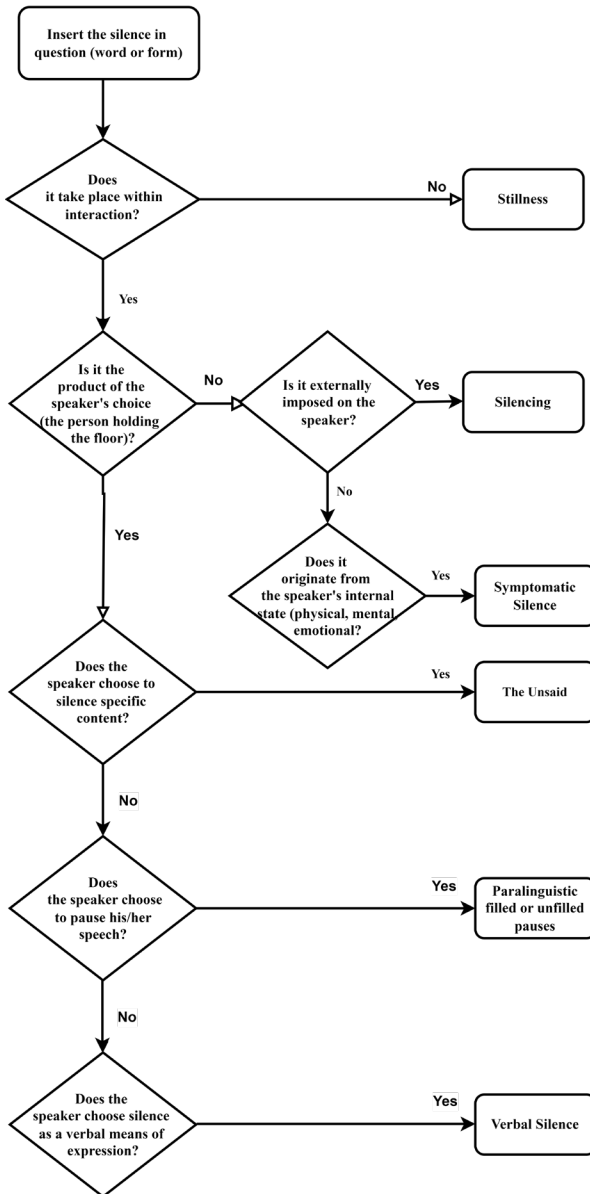 Insert the silence in
question (word or form)
Does
it take place within
interaction?
No
Stillness
Yes
Is it the
product of the
speaker's choice
(the person holding
the floor)?
No
Is it externally
imposed on the
speaker?
Yes
Silencing
No
Yes
Does it
originate from
the speaker's internal
state (physical, mental,
emotional?
Yes
Symptomatic
Silence
Does the
speaker choose to
silence specific
content?
Yes
The Unsaid
No
Does
the speaker choose
to pause his/her
speech?
Yes
Paralinguistic
filled or unfilled
pauses
No
Does the
speaker choose silence
as a verbal means of
expression?
Yes
Verbal Silence